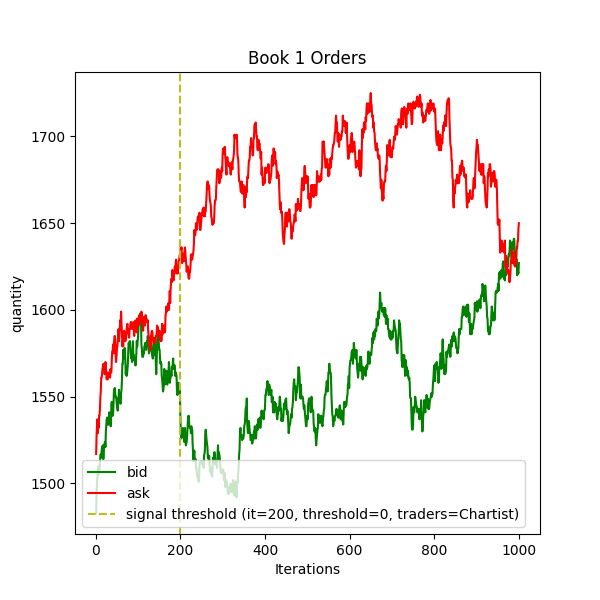 Book 1 Orders
quantity
1700
1650
1600
1550
1500
bid
ask
signal threshold (it=200, threshold=0, traders=Chartist)
0 200 400 600 800 1000
Iterations